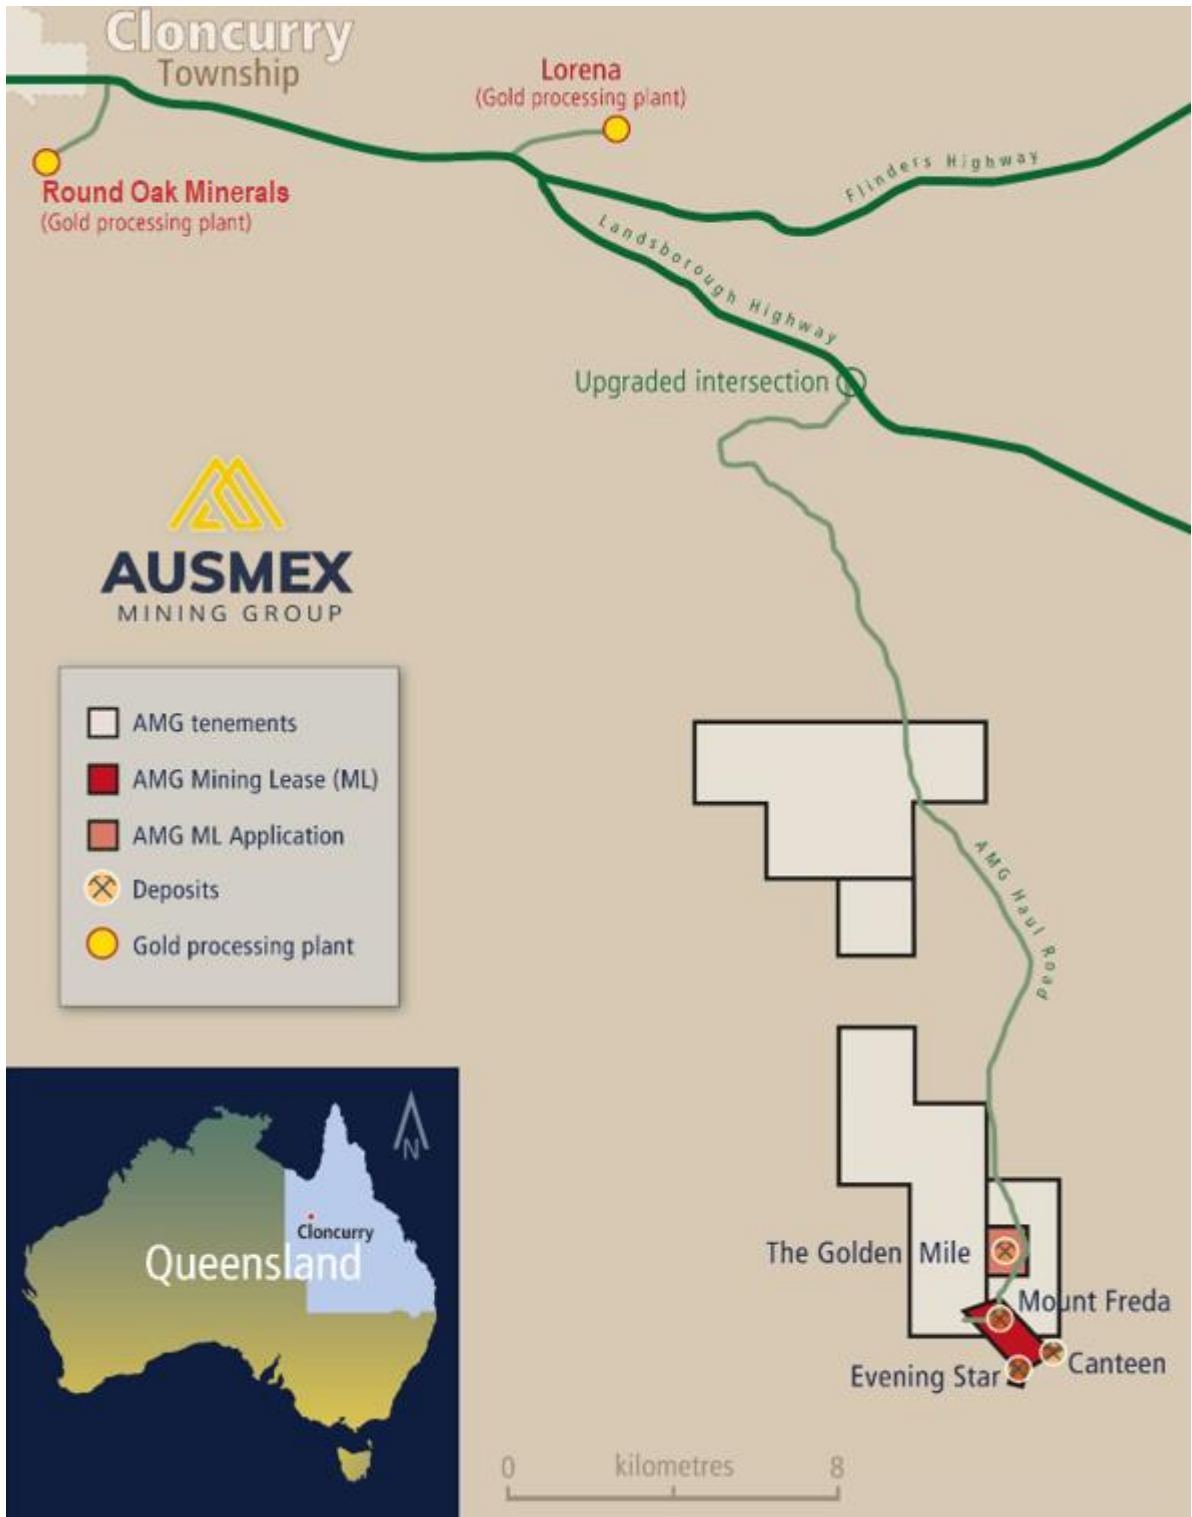 Cloncurry
Township
Lorena
(Gold processing plant)
Flinders Highway
Round Oak Minerals
(Gold processing plant)
Landsborough Highway
Upgraded intersection
AUSMEX
MINING GROUP
AMG tenements
AMG Mining Lease (ML)
AMG ML Application
Deposits
Gold processing plant
AMG Haul Road
N
Cloncurry
Queensland
The Golden Mile
Mount Freda
Canteen
Evening Star
0 kilometres 8